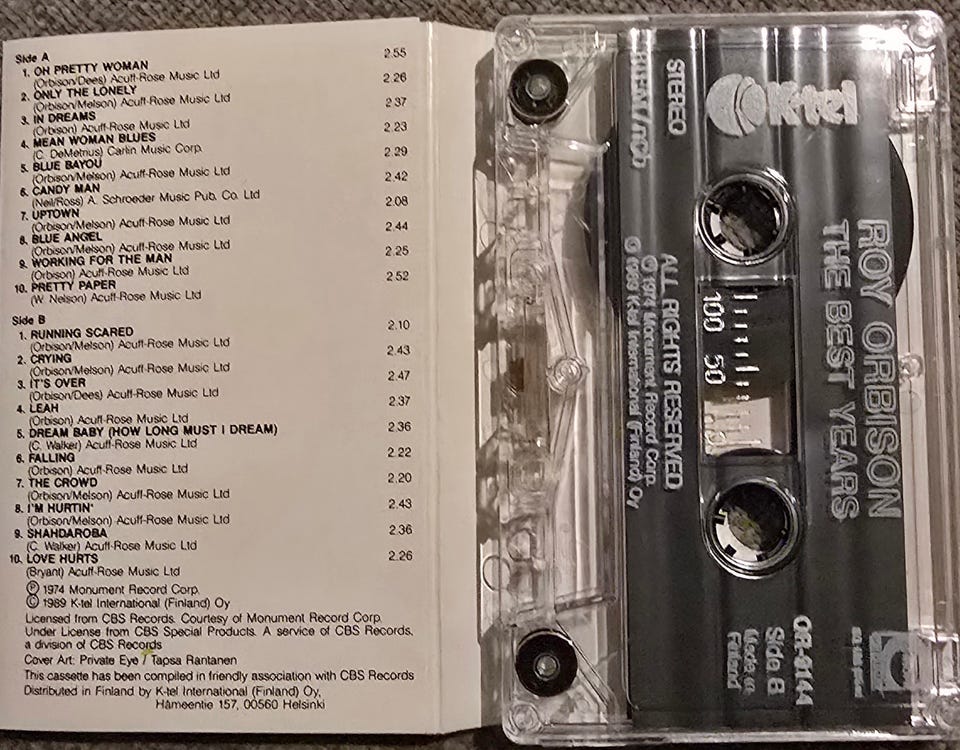 Side A
1. OH PRETTY WOMAN 2.55
(Orbison/Dees) Acuff-Rose Music Ltd
2. ONLY THE LONELY 2.26
(Orbison/Melson) Acuff-Rose Music Ltd
3. IN DREAMS 2.37
(Orbison) Acuff-Rose Music Ltd
4. MEAN WOMAN BLUES 2.23
(C. DeMetrius) Carlin Music Corp.
5. BLUE BAYOU 2.29
(Orbison/Melson) Acuff-Rose Music Ltd
6. CANDY MAN 2.42
(Neil/Ross) A. Schroeder Music Pub. Co. Ltd
7. UPTOWN 2.08
(Orbison/Melson) Acuff-Rose Music Ltd
8. BLUE ANGEL 2.44
(Orbison/Melson) Acuff-Rose Music Ltd
9. WORKING FOR THE MAN 2.25
(Orbison) Acuff-Rose Music Ltd
10. PRETTY PAPER 2.52
(W. Nelson) Acuff-Rose Music Ltd
Side B
1. RUNNING SCARED 2.10
(Orbison/Melson) Acuff-Rose Music Ltd
2. CRYING 2.43
(Orbison/Melson) Acuff-Rose Music Ltd
3. IT'S OVER 2.47
(Orbison/Dees) Acuff-Rose Music Ltd
4. LEAH 2.37
(Orbison) Acuff-Rose Music Ltd
5. DREAM BABY (HOW LONG MUST I DREAM) 2.36
(C. Walker) Acuff-Rose Music Ltd
6. FALLING 2.22
(Orbison) Acuff-Rose Music Ltd
7. THE CROWD 2.20
(Orbison/Melson) Acuff-Rose Music Ltd
8. I'M HURTIN' 2.43
(Orbison/Melson) Acuff-Rose Music Ltd
9. SHAHDAROBA 2.36
(C. Walker) Acuff-Rose Music Ltd
10. LOVE HURTS 2.26
(Bryant) Acuff-Rose Music Ltd
Ⓟ 1974 Monument Record Corp.
© 1989 K-tel International (Finland) Oy
Licensed from CBS Records. Courtesy of Monument Record Corp.
Under License from CBS Special Products. A service of CBS Records,
a division of CBS Records
Cover Art: Private Eye / Tapsa Rantanen
This cassette has been compiled in friendly association with CBS Records
Distributed in Finland by K-tel International (Finland) Oy,
Hämeentie 157, 00560 Helsinki
K-tel
ROY ORBISON
THE BEST YEARS
STEREO
BIEM / nCb
100 50
ALL RIGHTS RESERVED
Ⓟ 1974 Monument Record Corp.
© 1989 K-tel International (Finland) Oy
Side B
Made in
Finland